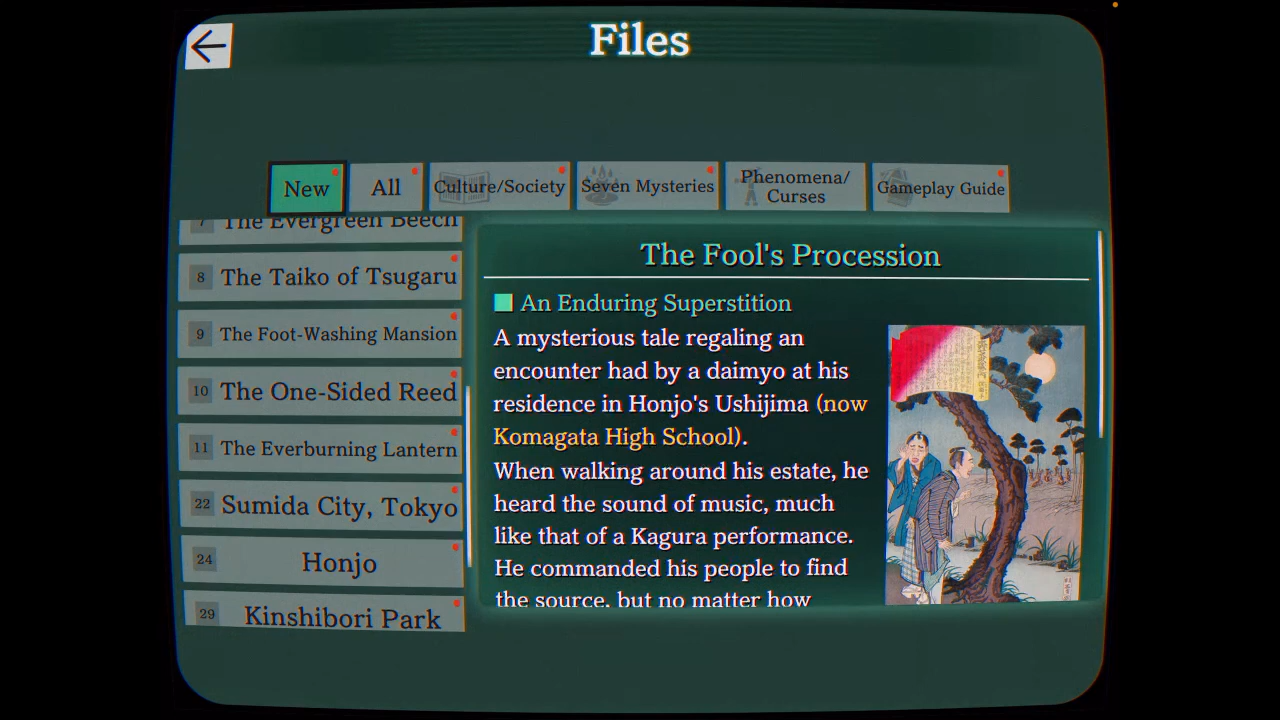 Files
New
All
Culture/Society
Seven Mysteries
Phenomena/
Curses
Gameplay Guide
7 The Evergreen Beech
8 The Taiko of Tsugaru
9 The Foot-Washing Mansion
10 The One-Sided Reed
11 The Everburning Lantern
22 Sumida City, Tokyo
24 Honjo
29 Kinshibori Park
The Fool's Procession
An Enduring Superstition
A mysterious tale regaling an
encounter had by a daimyo at his
residence in Honjo's Ushijima (now
Komagata High School).
When walking around his estate, he
heard the sound of music, much
like that of a Kagura performance.
He commanded his people to find
the source, but no matter how